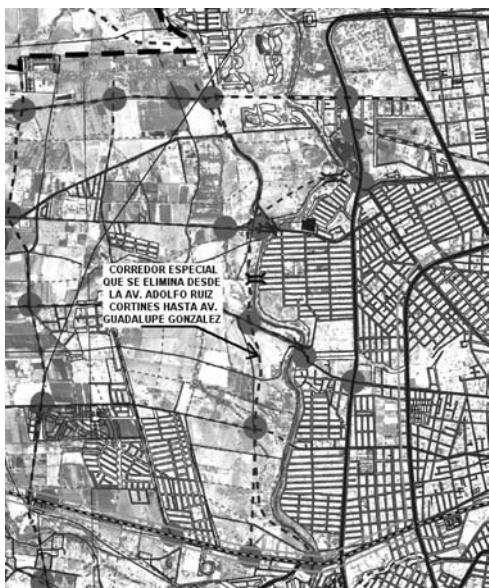 CORREDOR ESPECIAL
QUE SE ELIMINA DESDE
LA AV. ADOLFO RUIZ
CORTINES HASTA AV.
GUADALUPE GONZALEZ